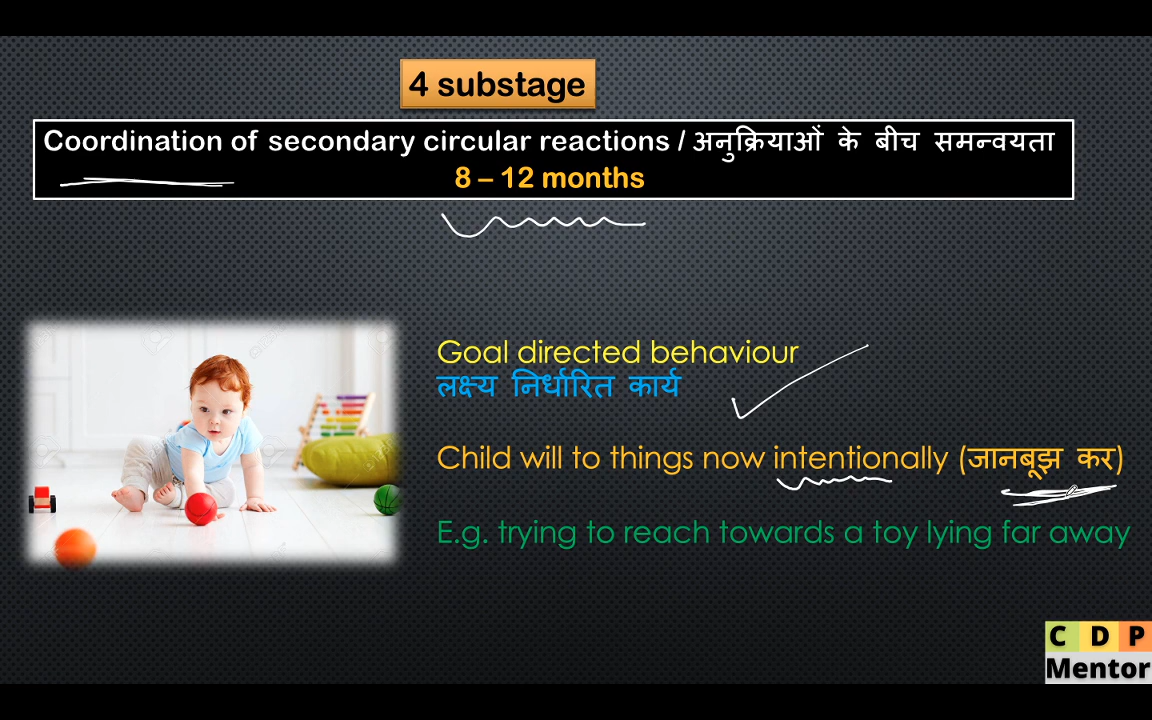 4 substage
Coordination of secondary circular reactions / अनुक्रियाओं के बीच समन्वयता
8 – 12 months
Goal directed behaviour
लक्ष्य निर्धारित कार्य
Child will to things now intentionally (जानबूझ कर)
E.g. trying to reach towards a toy lying far away
C D P
Mentor